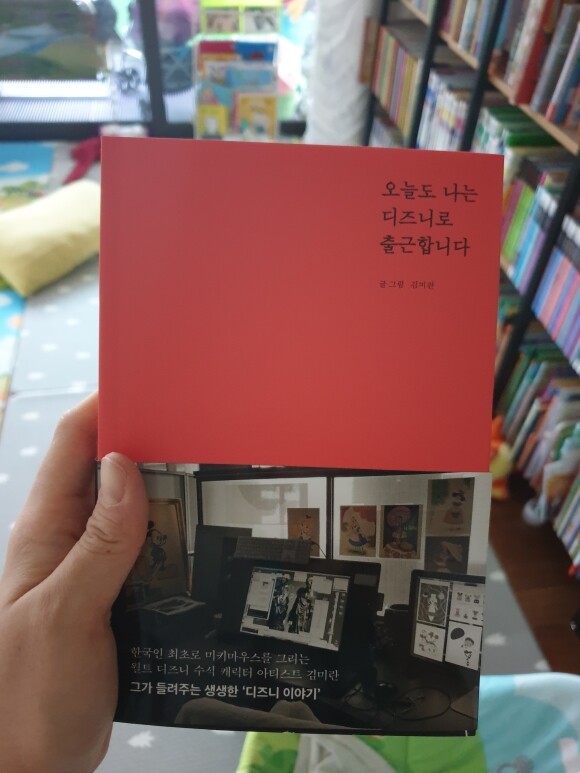 오늘도 나는
디즈니로
출근합니다
글 그림 김미란
한국인 최초로 미키마우스를 그리는
월트 디즈니 수석 캐릭터 아티스트 김미란
그가 들려주는 생생한 '디즈니 이야기'